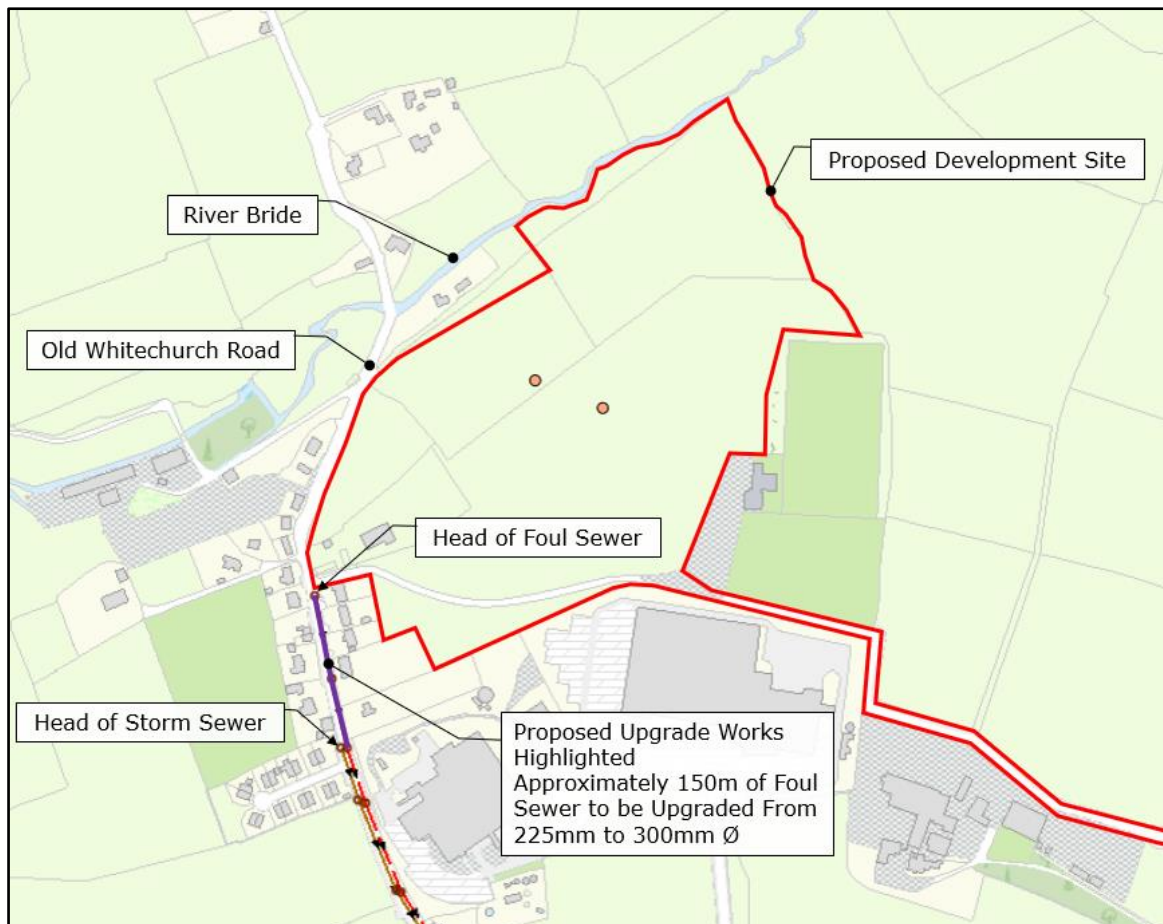 Proposed Development Site
River Bride
Old Whitechurch Road
Head of Foul Sewer
Head of Storm Sewer
Proposed Upgrade Works
Highlighted
Approximately 150m of Foul
Sewer to be Upgraded From
225mm to 300mm Ø